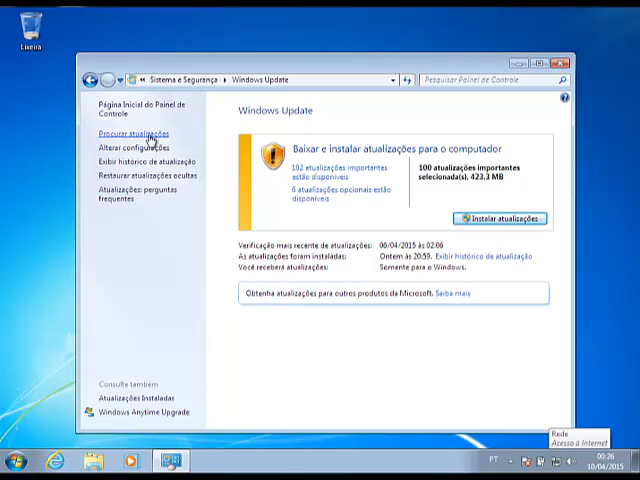 Lixeira
Sistema e Segurança
Windows Update
Pesquisar Painel de Controle
Página Inicial do Painel de
Controle
Procurar atualizações
Alterar configurações
Exibir histórico de atualização
Restaurar atualizações ocultas
Atualizações: perguntas
frequentes
Windows Update
Baixar e instalar atualizações para o computador
102 atualizações importantes
estão disponíveis
6 atualizações opcionais estão
disponíveis
100 atualizações importantes
selecionada(s), 423,3 MB
Instalar atualizações
Verificação mais recente de atualizações: 06/04/2015 às 02:06
As atualizações foram instaladas: Ontem às 20:59. Exibir histórico de atualização
Você receberá atualizações: Somente para o Windows.
Obtenha atualizações para outros produtos da Microsoft. Saiba mais
Consulte também
Atualizações Instaladas
Windows Anytime Upgrade
Rede
Acesso à Internet
PT
00:26
10/04/2015